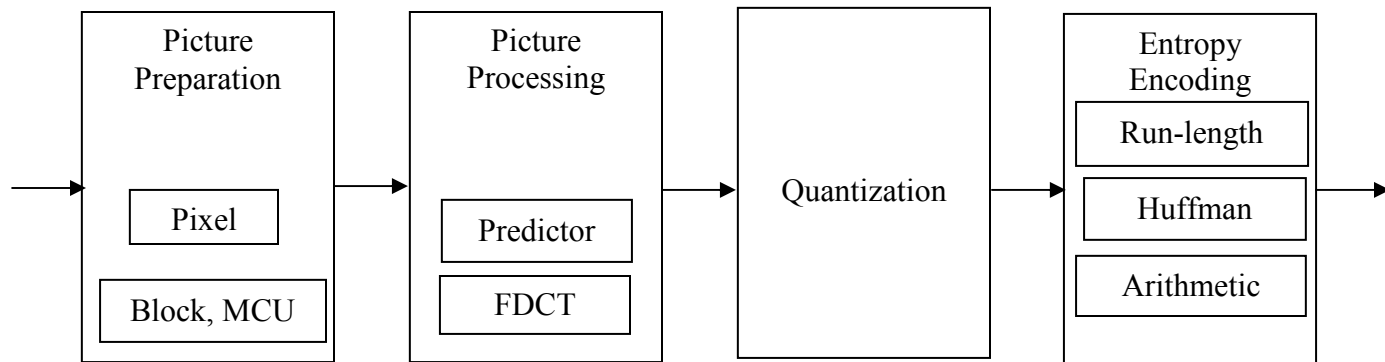 Picture
Preparation
Pixel
Block, MCU
Picture
Processing
Predictor
FDCT
Quantization
Entropy
Encoding
Run-length
Huffman
Arithmetic